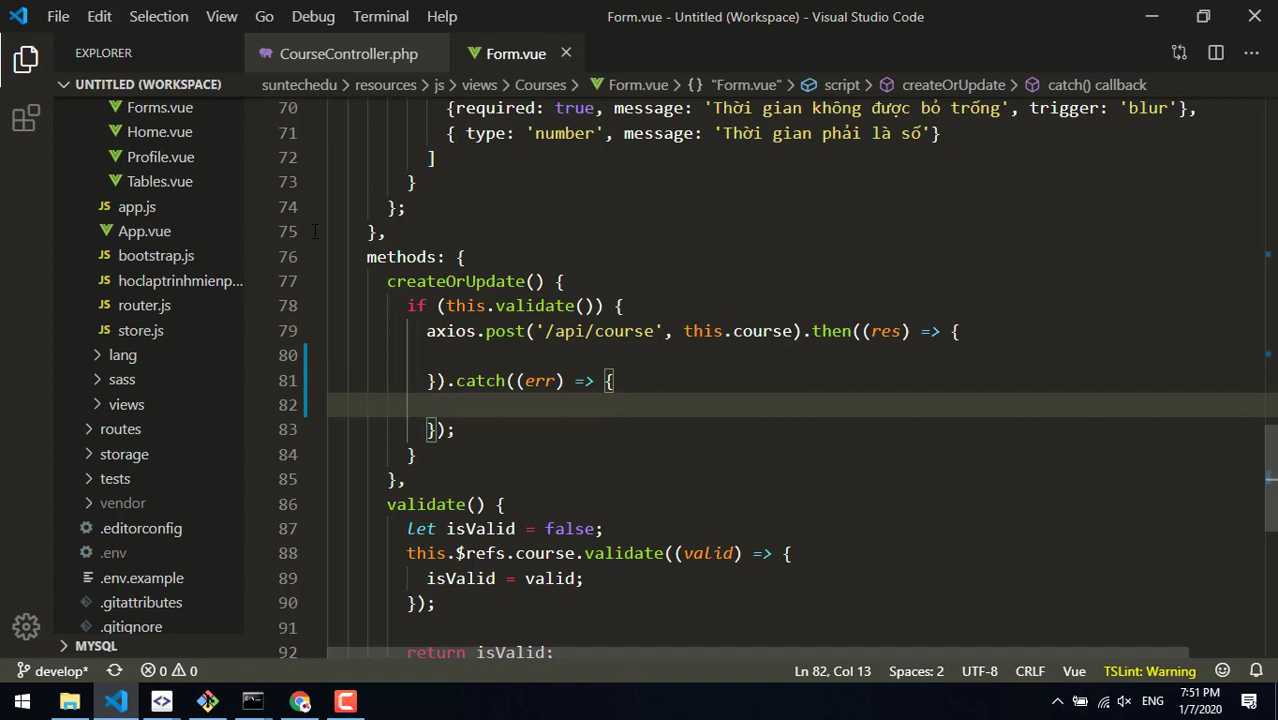 File Edit Selection View Go Debug Terminal Help Form.vue - Untitled (Workspace) - Visual Studio Code
EXPLORER CourseController.php Form.vue
UNTITLED (WORKSPACE) suntechedu > resources > js > views > Courses > Form.vue > {} "Form.vue" > script > createOrUpdate > catch() callback
Forms.vue
Home.vue
Profile.vue
Tables.vue
app.js
App.vue
bootstrap.js
hoclaptrinhmienp...
router.js
store.js
lang
sass
views
routes
storage
tests
vendor
.editorconfig
.env
.env.example
.gitattributes
.gitignore
MYSQL
70 {required: true, message: 'Thời gian không được bỏ trống', trigger: 'blur'},
71 { type: 'number', message: 'Thời gian phải là số'}
72 ]
73 }
74 };
75 },
76 methods: {
77 createOrUpdate() {
78 if (this.validate()) {
79 axios.post('/api/course', this.course).then((res) => {
80
81 }).catch((err) => {
82
83 });
84 }
85 },
86 validate() {
87 let isValid = false;
88 this.$refs.course.validate((valid) => {
89 isValid = valid;
90 });
91
92 return isValid;
develop* 0 0 Ln 82, Col 13 Spaces: 2 UTF-8 CRLF Vue TSLint: Warning
ENG 7:51 PM
1/7/2020